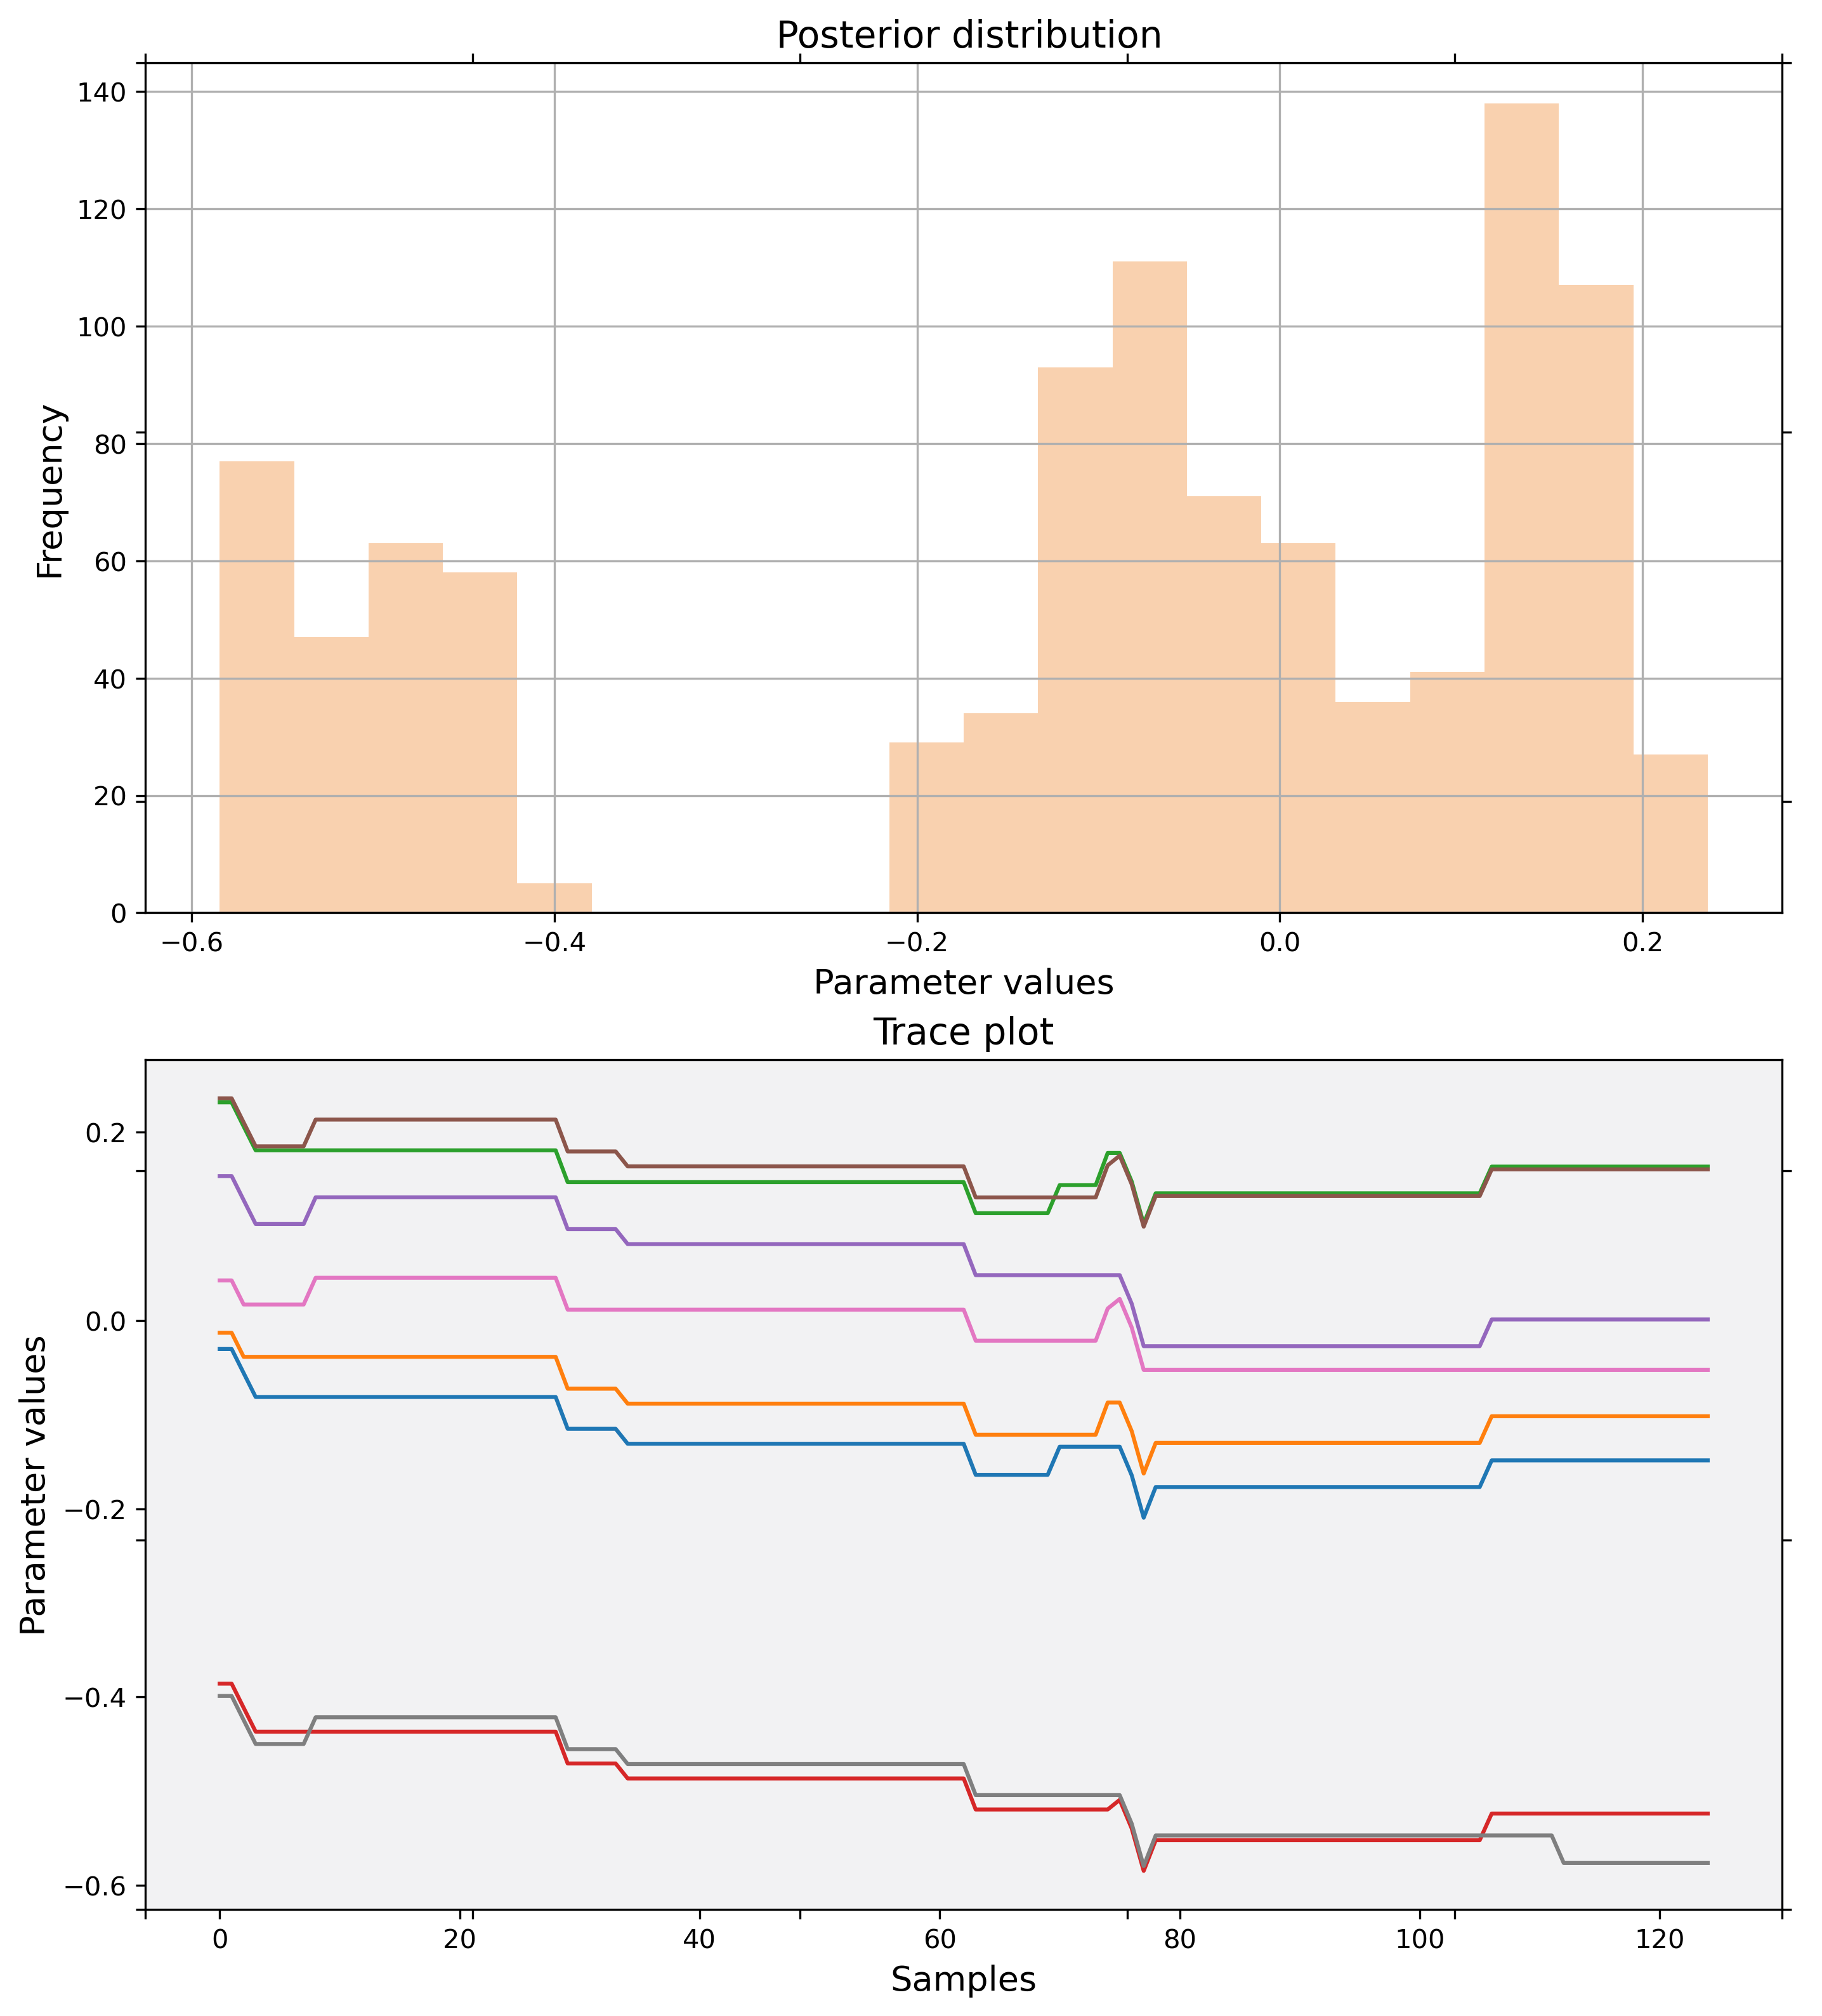 Posterior distribution
140
120
100
80
60
40
20
0
Frequency
−0.6 −0.4 −0.2 0.0 0.2
Parameter values
Trace plot
0.2
0.0
−0.2
−0.4
−0.6
Parameter values
0 20 40 60 80 100 120
Samples